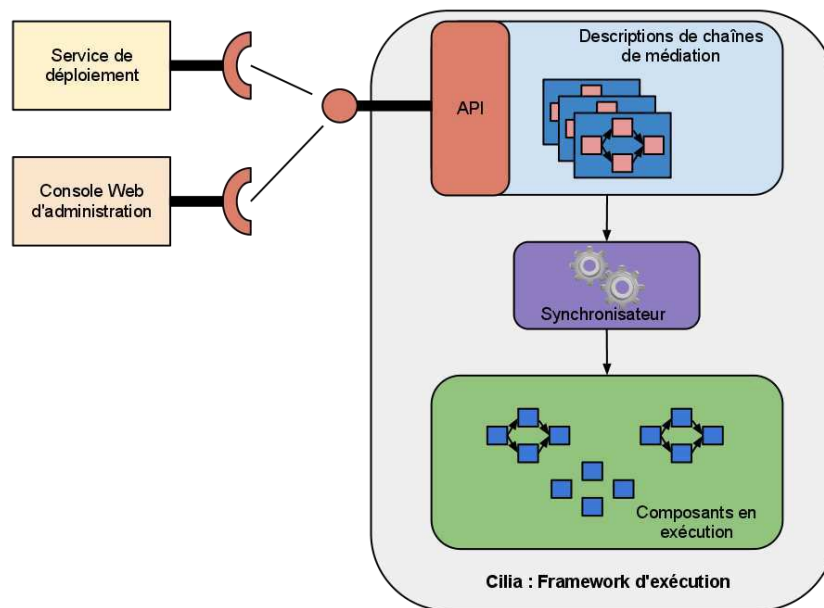 Service de
déploiement
Console Web
d'administration
API
Descriptions de chaînes
de médiation
Synchronisateur
Composants en
exécution
Cilia : Framework d'exécution